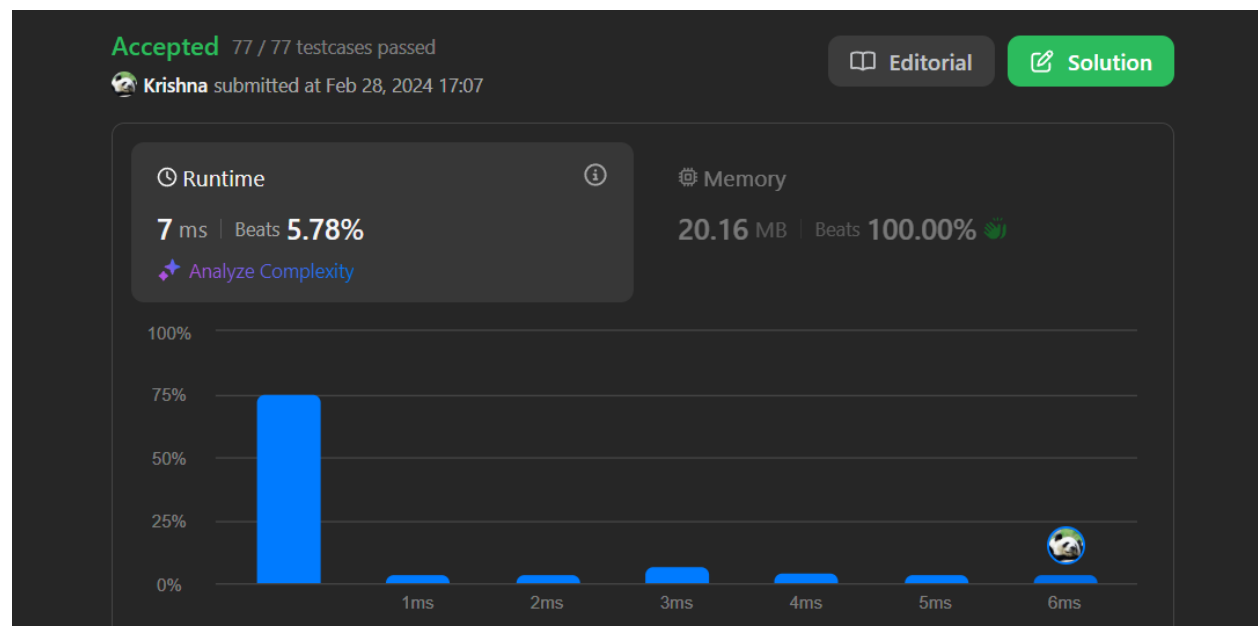 Accepted 77 / 77 testcases passed
Krishna submitted at Feb 28, 2024 17:07
Editorial
Solution
Runtime
7 ms | Beats 5.78%
Analyze Complexity
Memory
20.16 MB | Beats 100.00%
100%
75%
50%
25%
0%
1ms 2ms 3ms 4ms 5ms 6ms